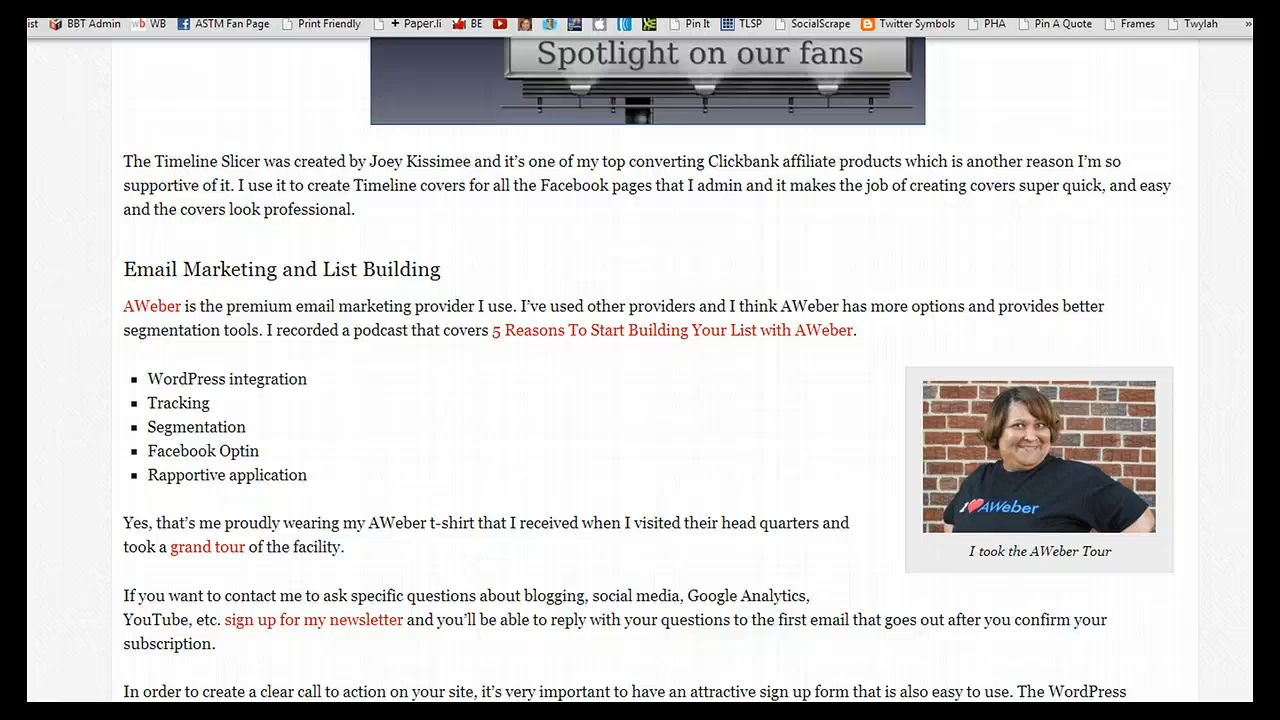 ist BBT Admin wb WB ASTM Fan Page Print Friendly + Paper.li BE Pin It TLSP SocialScrape Twitter Symbols PHA Pin A Quote Frames Twylah »
Spotlight on our fans
The Timeline Slicer was created by Joey Kissimee and it’s one of my top converting Clickbank affiliate products which is another reason I’m so
supportive of it. I use it to create Timeline covers for all the Facebook pages that I admin and it makes the job of creating covers super quick, and easy
and the covers look professional.
Email Marketing and List Building
AWeber is the premium email marketing provider I use. I’ve used other providers and I think AWeber has more options and provides better
segmentation tools. I recorded a podcast that covers 5 Reasons To Start Building Your List with AWeber.
WordPress integration
Tracking
Segmentation
Facebook Optin
Rapportive application
I ❤ AWeber
I took the AWeber Tour
Yes, that’s me proudly wearing my AWeber t-shirt that I received when I visited their head quarters and
took a grand tour of the facility.
If you want to contact me to ask specific questions about blogging, social media, Google Analytics,
YouTube, etc. sign up for my newsletter and you’ll be able to reply with your questions to the first email that goes out after you confirm your
subscription.
In order to create a clear call to action on your site, it’s very important to have an attractive sign up form that is also easy to use. The WordPress